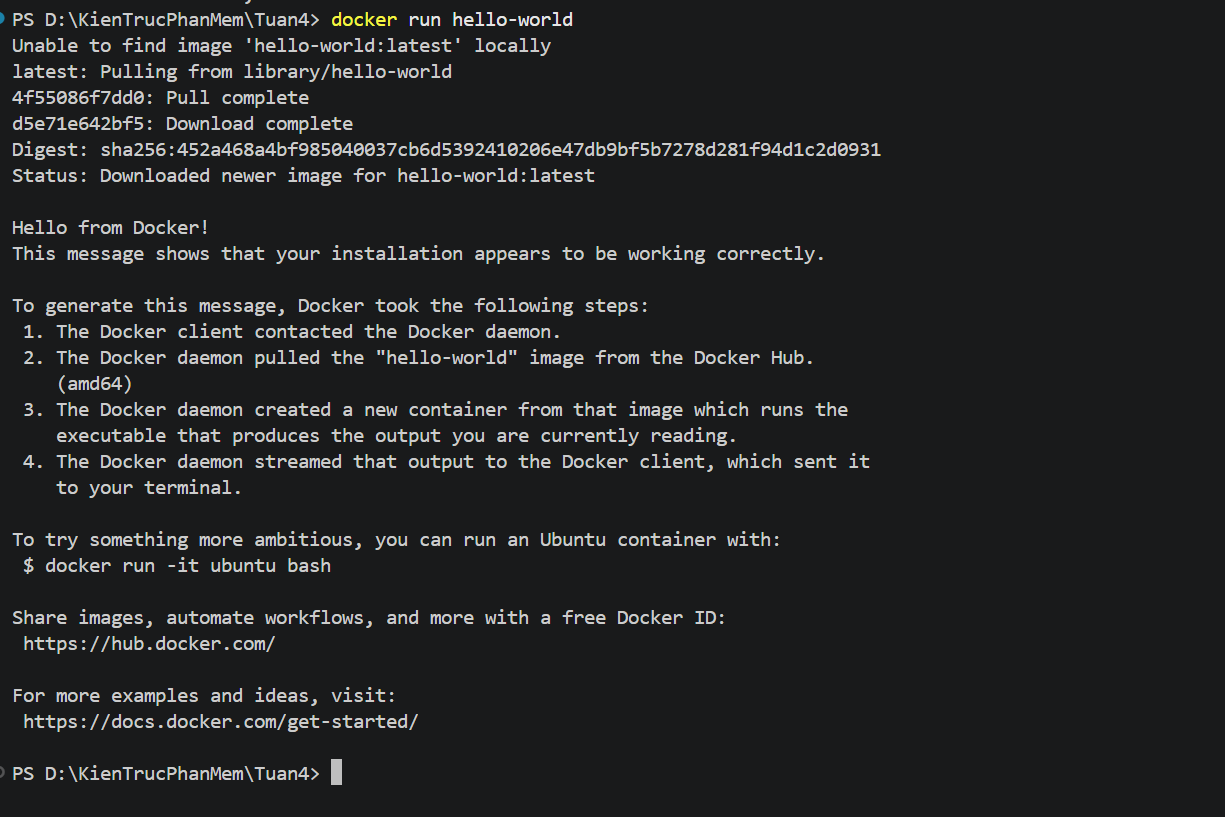 PS D:\KienTrucPhanMem\Tuan4> docker run hello-world
Unable to find image 'hello-world:latest' locally
latest: Pulling from library/hello-world
4f55086f7dd0: Pull complete
d5e71e642bf5: Download complete
Digest: sha256:452a468a4bf985040037cb6d5392410206e47db9bf5b7278d281f94d1c2d0931
Status: Downloaded newer image for hello-world:latest

Hello from Docker!
This message shows that your installation appears to be working correctly.

To generate this message, Docker took the following steps:
 1. The Docker client contacted the Docker daemon.
 2. The Docker daemon pulled the "hello-world" image from the Docker Hub.
    (amd64)
 3. The Docker daemon created a new container from that image which runs the
    executable that produces the output you are currently reading.
 4. The Docker daemon streamed that output to the Docker client, which sent it
    to your terminal.

To try something more ambitious, you can run an Ubuntu container with:
 $ docker run -it ubuntu bash

Share images, automate workflows, and more with a free Docker ID:
 https://hub.docker.com/

For more examples and ideas, visit:
 https://docs.docker.com/get-started/

PS D:\KienTrucPhanMem\Tuan4>